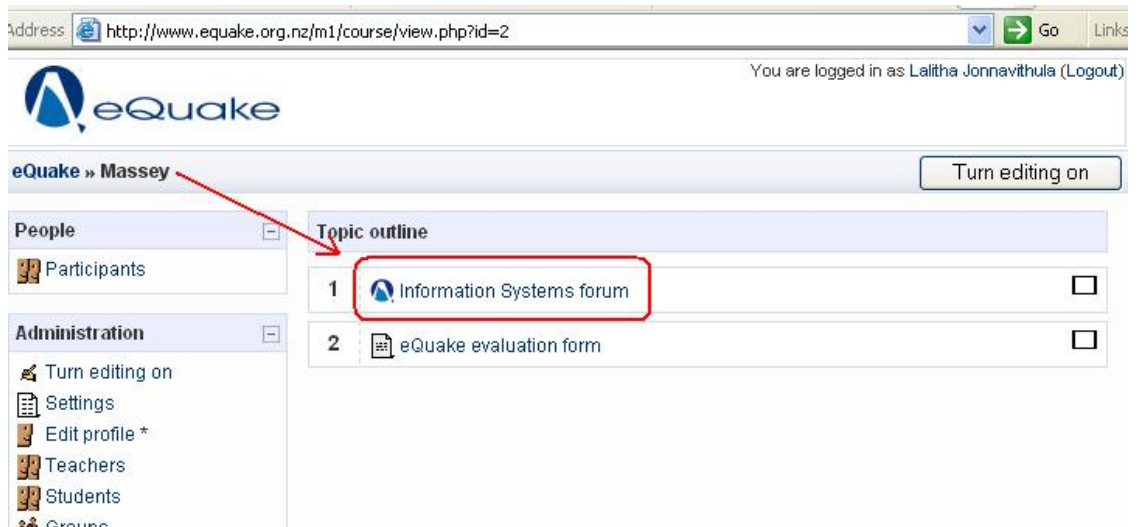 Address http://www.equake.org.nz/m1/course/view.php?id=2 Go Links
You are logged in as Lalitha Jonnavithula (Logout)
eQuake
eQuake » Massey
Turn editing on
People
Participants
Administration
Turn editing on
Settings
Edit profile *
Teachers
Students
Groups
Topic outline
1 Information Systems forum
2 eQuake evaluation form